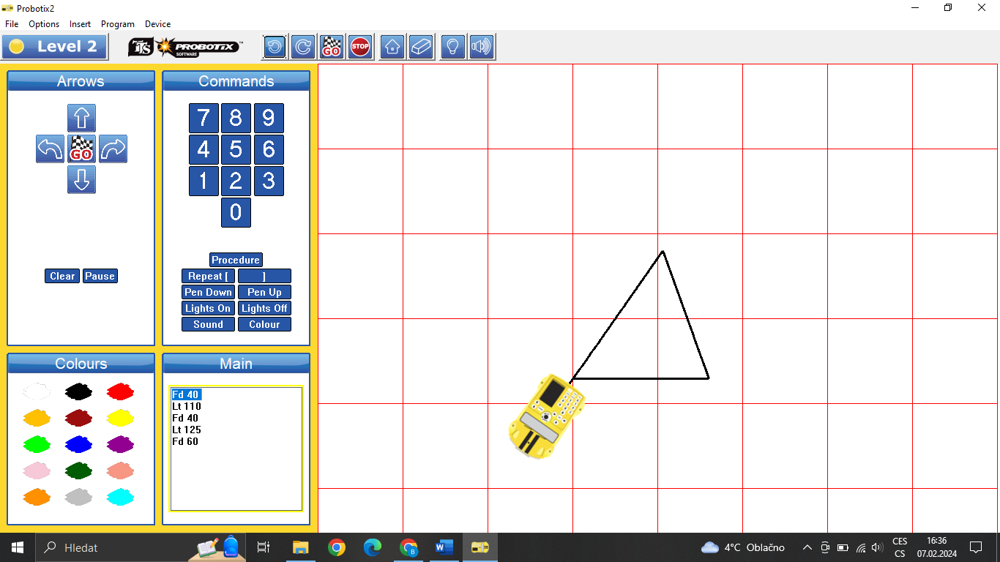 Probotix2
File Options Insert Program Device
Level 2
TTS PROBOTIX™
SOFTWARE
GO
STOP
Arrows
GO
Clear Pause
Commands
7 8 9
4 5 6
1 2 3
0
Procedure
Repeat [ ]
Pen Down Pen Up
Lights On Lights Off
Sound Colour
Colours
Main
Fd 40
Lt 110
Fd 40
Lt 125
Fd 60
Hledat
B
W
4°C Oblačno
CES
CS
16:36
07.02.2024